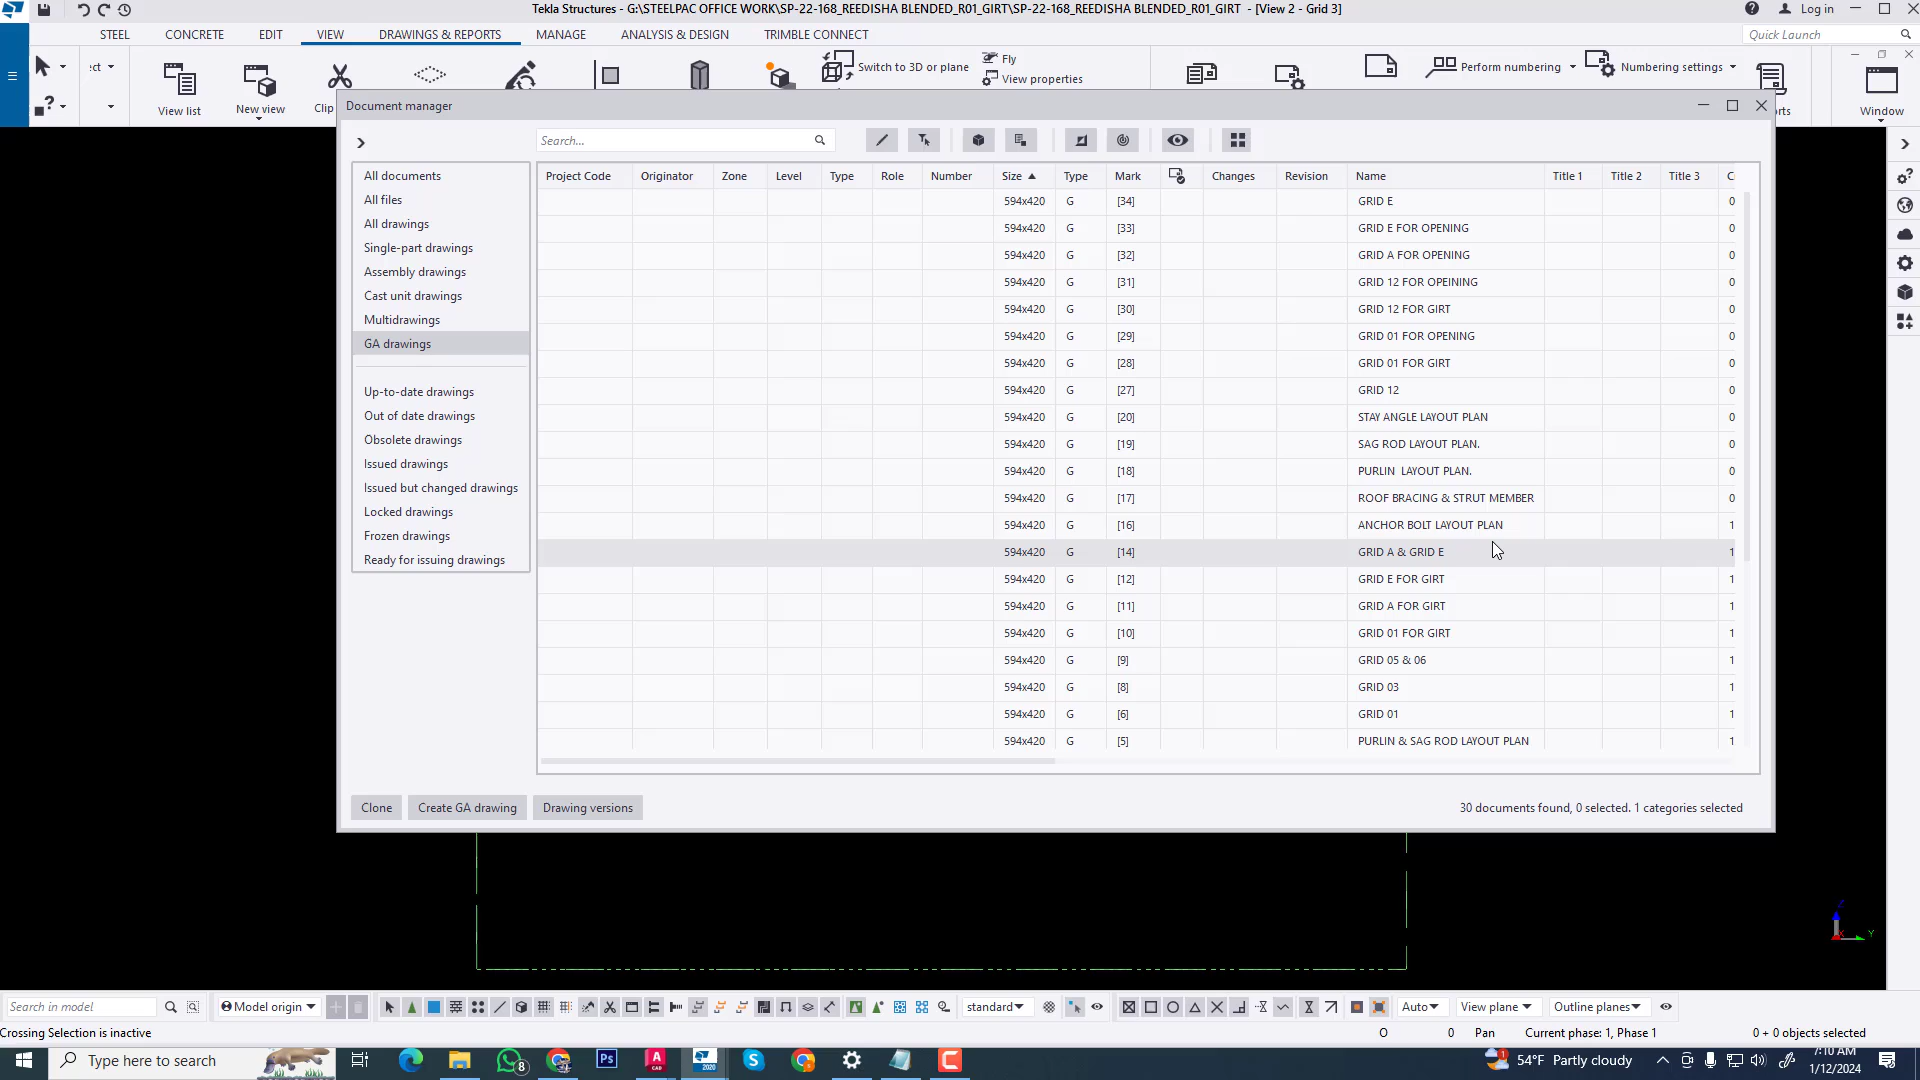 Tekla Structures - G:\STEELPAC OFFICE WORK\SP-22-168_REEDISHA BLENDED_R01_GIRT\SP-22-168_REEDISHA BLENDED_R01_GIRT - [View 2 - Grid 3]
Log in
STEEL CONCRETE EDIT VIEW DRAWINGS & REPORTS MANAGE ANALYSIS & DESIGN TRIMBLE CONNECT Quick Launch
ect View list New view Clip Switch to 3D or plane Fly View properties Perform numbering Numbering settings orts Window
Document manager
Search...
All documents
All files
All drawings
Single-part drawings
Assembly drawings
Cast unit drawings
Multidrawings
GA drawings
Up-to-date drawings
Out of date drawings
Obsolete drawings
Issued drawings
Issued but changed drawings
Locked drawings
Frozen drawings
Ready for issuing drawings
Project Code Originator Zone Level Type Role Number Size Type Mark Changes Revision Name Title 1 Title 2 Title 3 C
594x420 G [34] GRID E 0
594x420 G [33] GRID E FOR OPENING 0
594x420 G [32] GRID A FOR OPENING 0
594x420 G [31] GRID 12 FOR OPEINING 0
594x420 G [30] GRID 12 FOR GIRT 0
594x420 G [29] GRID 01 FOR OPENING 0
594x420 G [28] GRID 01 FOR GIRT 0
594x420 G [27] GRID 12 0
594x420 G [20] STAY ANGLE LAYOUT PLAN 0
594x420 G [19] SAG ROD LAYOUT PLAN. 0
594x420 G [18] PURLIN LAYOUT PLAN. 0
594x420 G [17] ROOF BRACING & STRUT MEMBER 0
594x420 G [16] ANCHOR BOLT LAYOUT PLAN 1
594x420 G [14] GRID A & GRID E 1
594x420 G [12] GRID E FOR GIRT 1
594x420 G [11] GRID A FOR GIRT 1
594x420 G [10] GRID 01 FOR GIRT 1
594x420 G [9] GRID 05 & 06 1
594x420 G [8] GRID 03 1
594x420 G [6] GRID 01 1
594x420 G [5] PURLIN & SAG ROD LAYOUT PLAN 1
Clone Create GA drawing Drawing versions 30 documents found, 0 selected. 1 categories selected
Z
Y
X
Search in model Model origin standard Auto View plane Outline planes
Crossing Selection is inactive O 0 Pan Current phase: 1, Phase 1 0 + 0 objects selected
Type here to search 8 Ps A CAD 2020 S C 1 54°F Partly cloudy 7:10 AM
1/12/2024